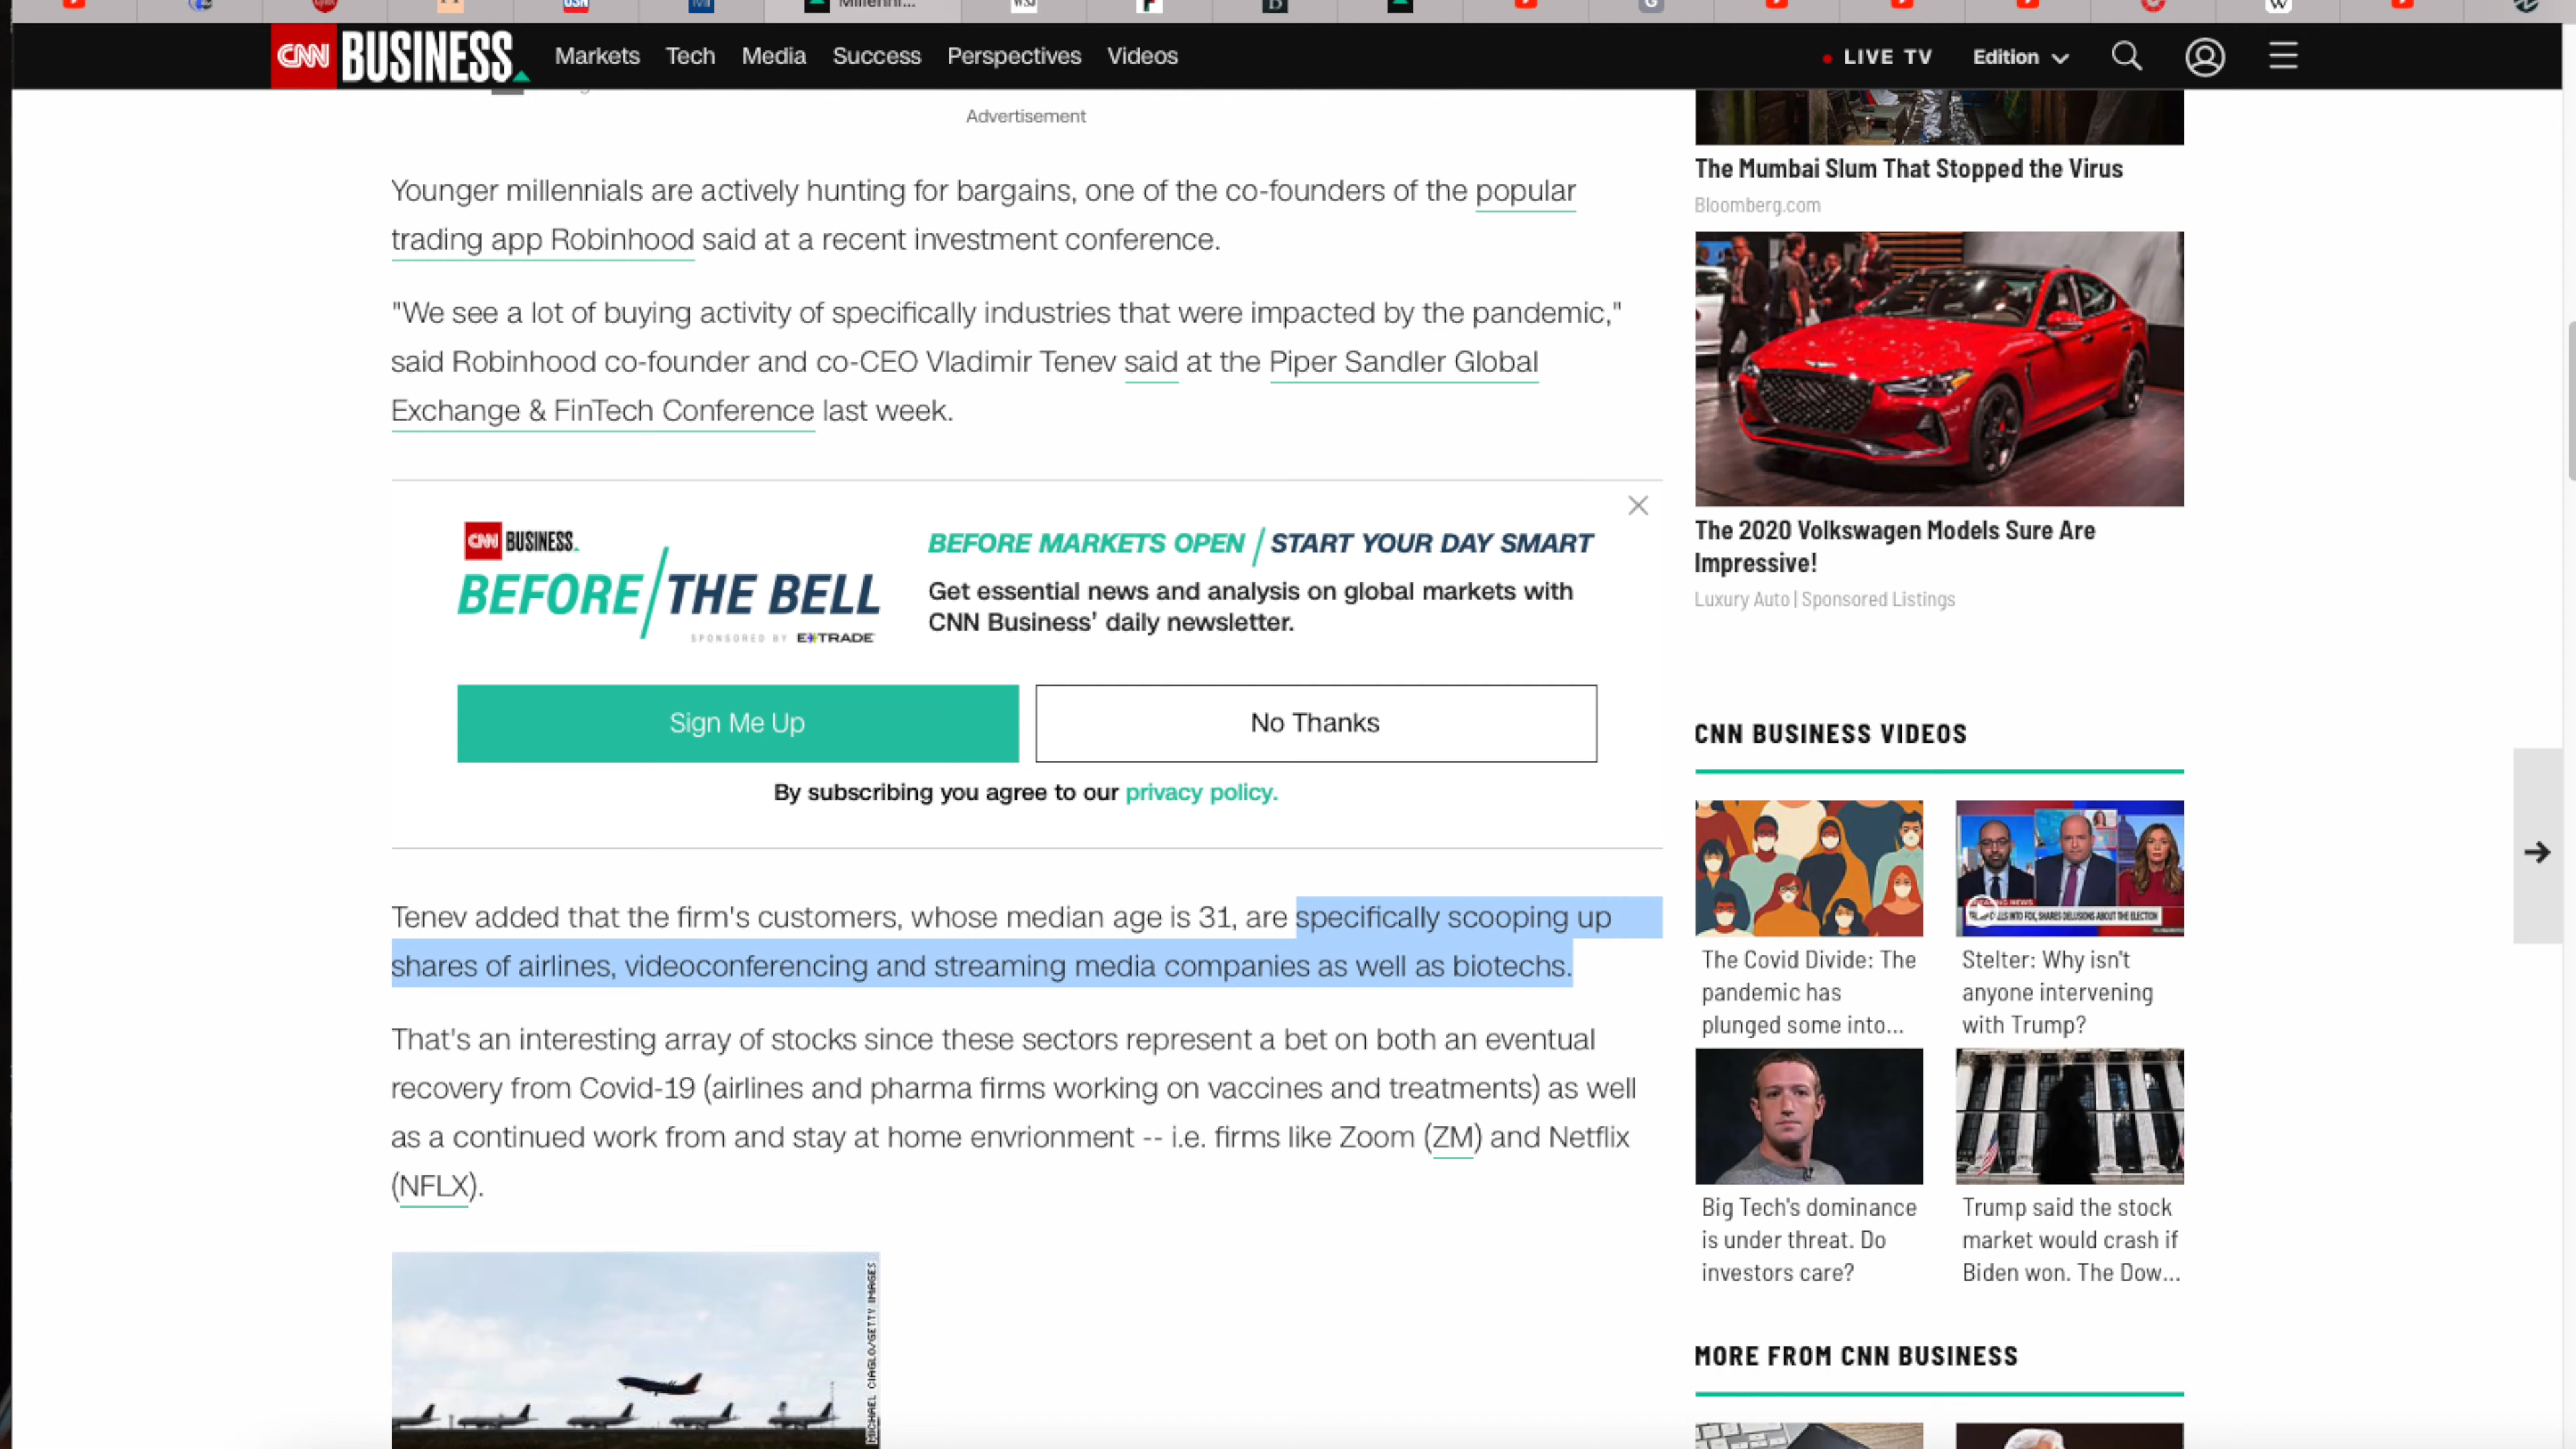 Millenni...
CNN BUSINESS
Markets Tech Media Success Perspectives Videos
LIVE TV Edition
Advertisement
Younger millennials are actively hunting for bargains, one of the co-founders of the popular
trading app Robinhood said at a recent investment conference.
"We see a lot of buying activity of specifically industries that were impacted by the pandemic,"
said Robinhood co-founder and co-CEO Vladimir Tenev said at the Piper Sandler Global
Exchange & FinTech Conference last week.
CNN BUSINESS
BEFORE / THE BELL
SPONSORED BY E*TRADE
BEFORE MARKETS OPEN / START YOUR DAY SMART
Get essential news and analysis on global markets with
CNN Business' daily newsletter.
Sign Me Up
No Thanks
By subscribing you agree to our privacy policy.
Tenev added that the firm's customers, whose median age is 31, are specifically scooping up
shares of airlines, videoconferencing and streaming media companies as well as biotechs.
That's an interesting array of stocks since these sectors represent a bet on both an eventual
recovery from Covid-19 (airlines and pharma firms working on vaccines and treatments) as well
as a continued work from and stay at home envrionment -- i.e. firms like Zoom (ZM) and Netflix
(NFLX).
MICHAEL CIAGLO/GETTY IMAGES
The Mumbai Slum That Stopped the Virus
Bloomberg.com
The 2020 Volkswagen Models Sure Are
Impressive!
Luxury Auto | Sponsored Listings
CNN BUSINESS VIDEOS
The Covid Divide: The
pandemic has
plunged some into...
INTO FOX, SHARES DELUSIONS ABOUT THE ELECTION
Stelter: Why isn't
anyone intervening
with Trump?
Big Tech's dominance
is under threat. Do
investors care?
Trump said the stock
market would crash if
Biden won. The Dow...
MORE FROM CNN BUSINESS